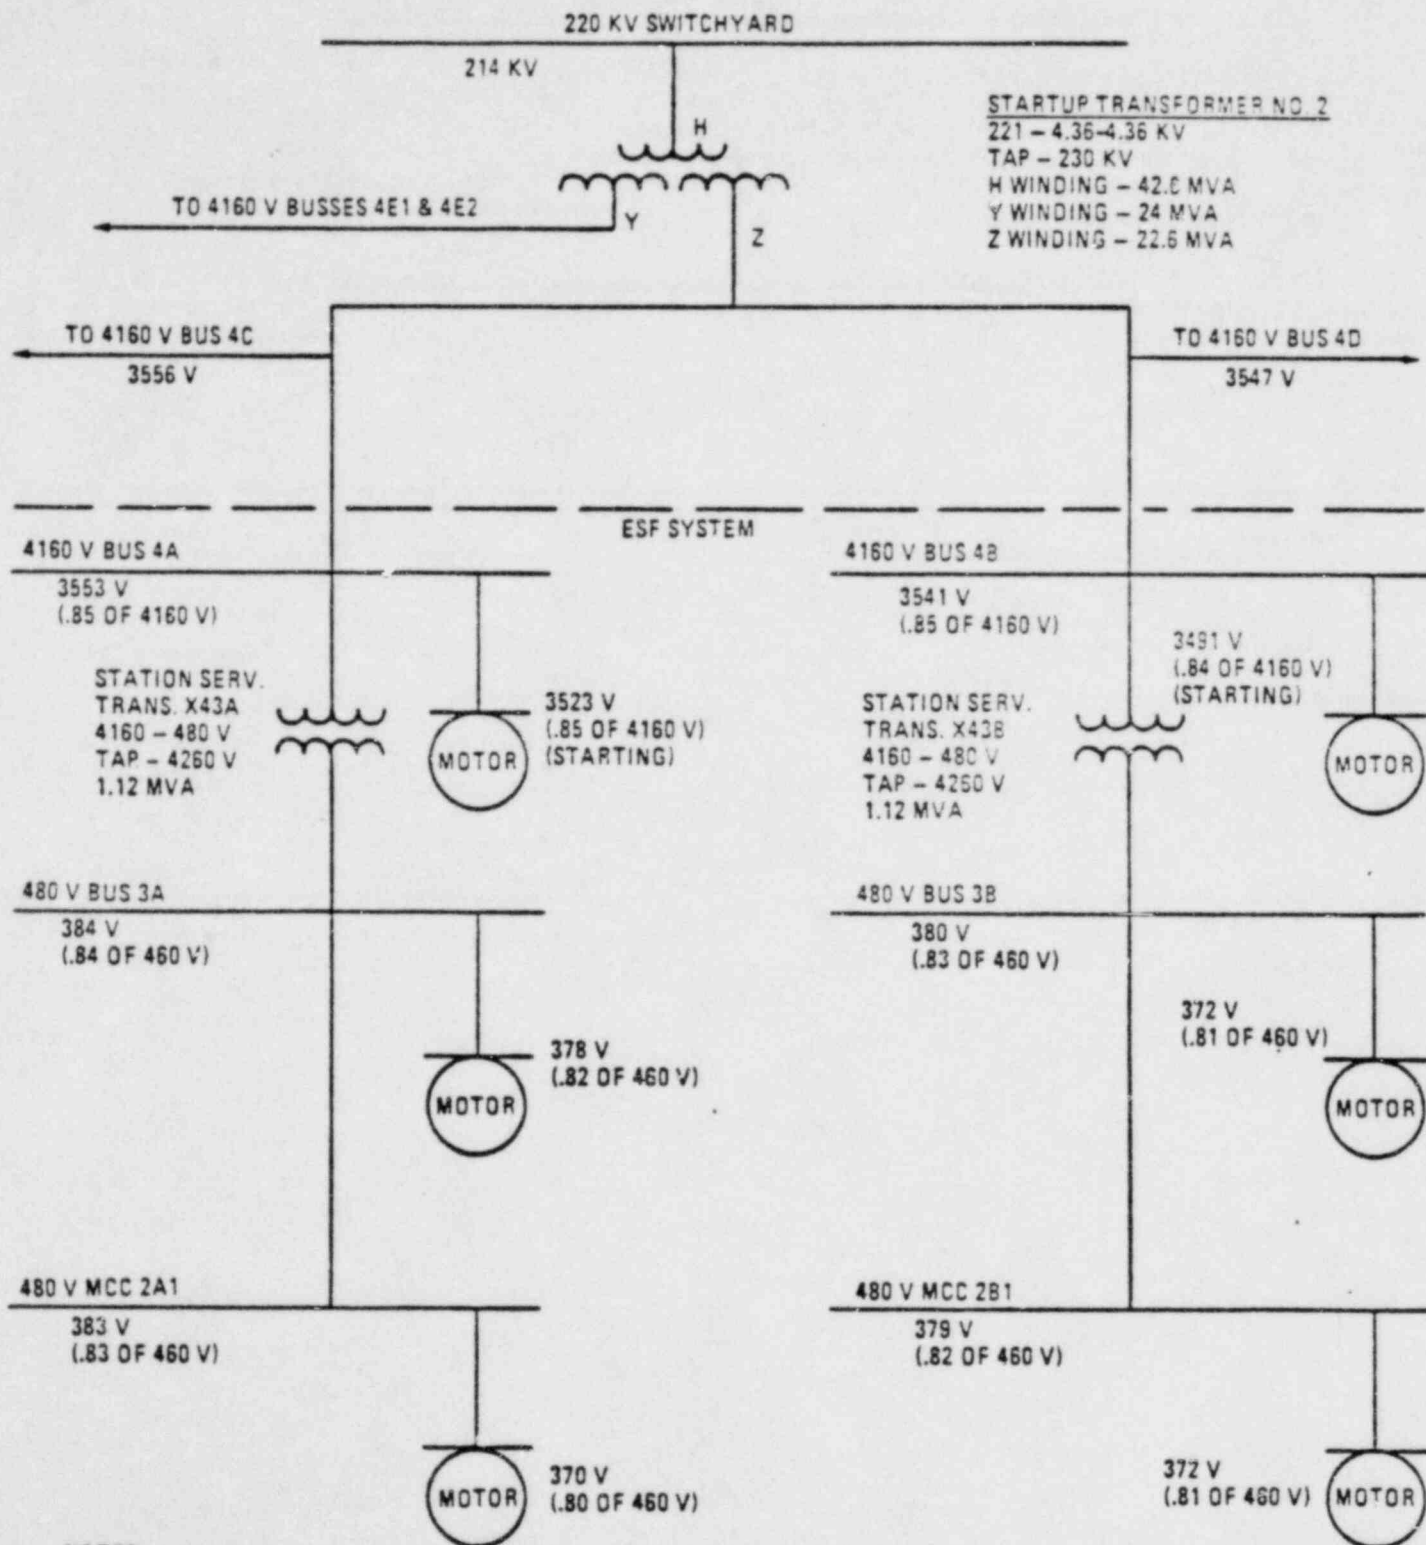 220 KV SWITCHYARD
214 KV
STARTUP TRANSFORMER NO. 2
221 – 4.36-4.36 KV
TAP – 230 KV
H WINDING – MVA
Y WINDING – 24 MVA
Z WINDING – 22.6 MVA
H
TO 4160 V BUSSES 4E1 & 4E2
Y
Z
TO 4160 V BUS 4C
3556 V
TO 4160 V BUS 4D
3547 V
ESF SYSTEM
4160 V BUS 4A
3553 V
(.85 OF 4160 V)
STATION SERV.
TRANS. X43A
4160 – 480 V
TAP – 4260 V
1.12 MVA
3523 V
(.85 OF 4160 V)
(STARTING)
MOTOR
4160 V BUS 4B
3541 V
(.85 OF 4160 V)
3491 V
(.84 OF 4160 V)
(STARTING)
STATION SERV.
TRANS. X43B
4160 – 480 V
TAP – 4260 V
1.12 MVA
MOTOR
480 V BUS 3A
384 V
(.84 OF 460 V)
378 V
(.82 OF 460 V)
MOTOR
480 V BUS 3B
380 V
(.83 OF 460 V)
372 V
(.81 OF 460 V)
MOTOR
480 V MCC 2A1
383 V
(.83 OF 460 V)
370 V
(.80 OF 460 V)
MOTOR
480 V MCC 2B1
379 V
(.82 OF 460 V)
372 V
(.81 OF 460 V)
MOTOR